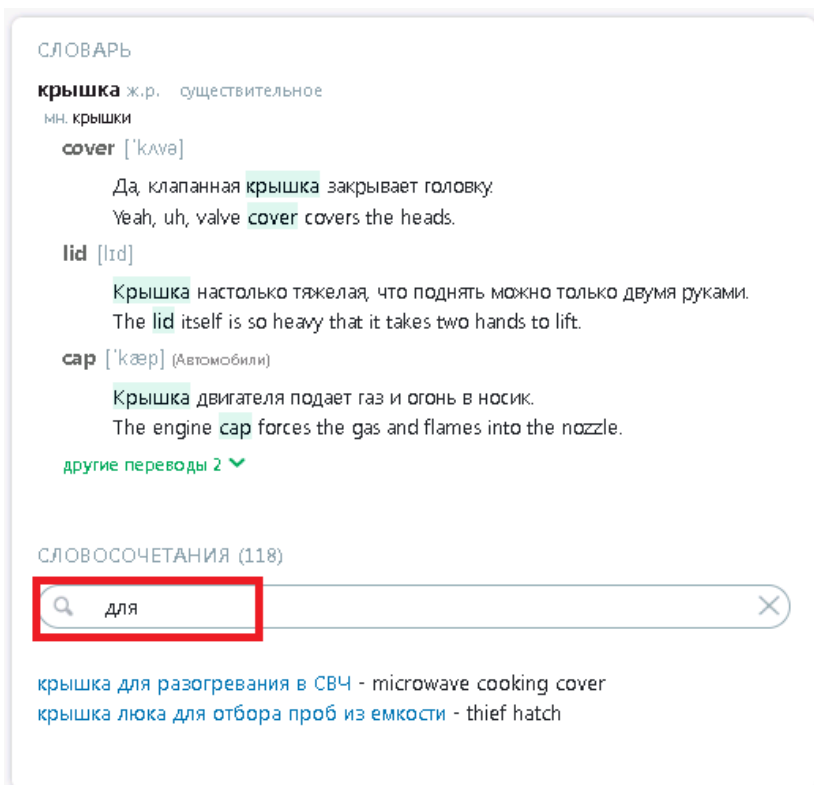 СЛОВАРЬ
крышка ж.р. существительное
мн. крышки
cover [ˈkʌvə]
Да, клапанная крышка закрывает головку.
Yeah, uh, valve cover covers the heads.
lid [lɪd]
Крышка настолько тяжелая, что поднять можно только двумя руками.
The lid itself is so heavy that it takes two hands to lift.
cap [ˈkæp] (Автомобили)
Крышка двигателя подает газ и огонь в носик.
The engine cap forces the gas and flames into the nozzle.
другие переводы 2
СЛОВОСОЧЕТАНИЯ (118)
для
крышка для разогревания в СВЧ - microwave cooking cover
крышка люка для отбора проб из емкости - thief hatch